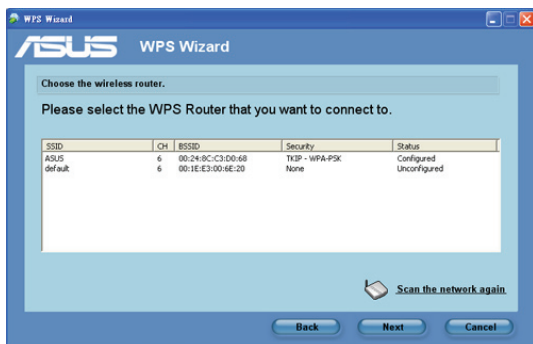 WPS Wizard
ASUS WPS Wizard
Choose the wireless router.
Please select the WPS Router that you want to connect to.
SSID CH BSSID Security Status
ASUS 6 00:24:8C:C3:D0:68 TKIP - WPA-PSK Configured
default 6 00:1E:E3:00:6E:20 None Unconfigured
Scan the network again
Back Next Cancel